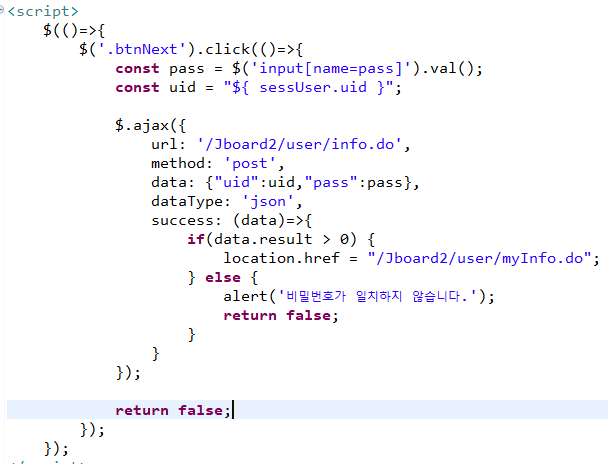 <script>
$(()=>{
$('.btnNext').click(()=>{
const pass = $('input[name=pass]').val();
const uid = "${ sessUser.uid }";
$.ajax({
url: '/Jboard2/user/info.do',
method: 'post',
data: {"uid":uid,"pass":pass},
dataType: 'json',
success: (data)=>{
if(data.result > 0) {
location.href = "/Jboard2/user/myInfo.do";
} else {
alert('비밀번호가 일치하지 않습니다.');
return false;
}
}
});
return false;
});
});